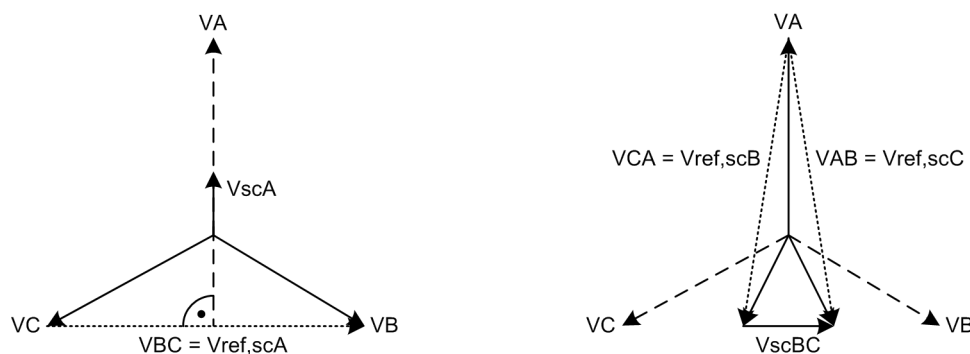 VA
VscA
VC
VB
VBC = Vref,scA
VA
VCA = Vref,scB
VAB = Vref,scC
VC
VB
VscBC